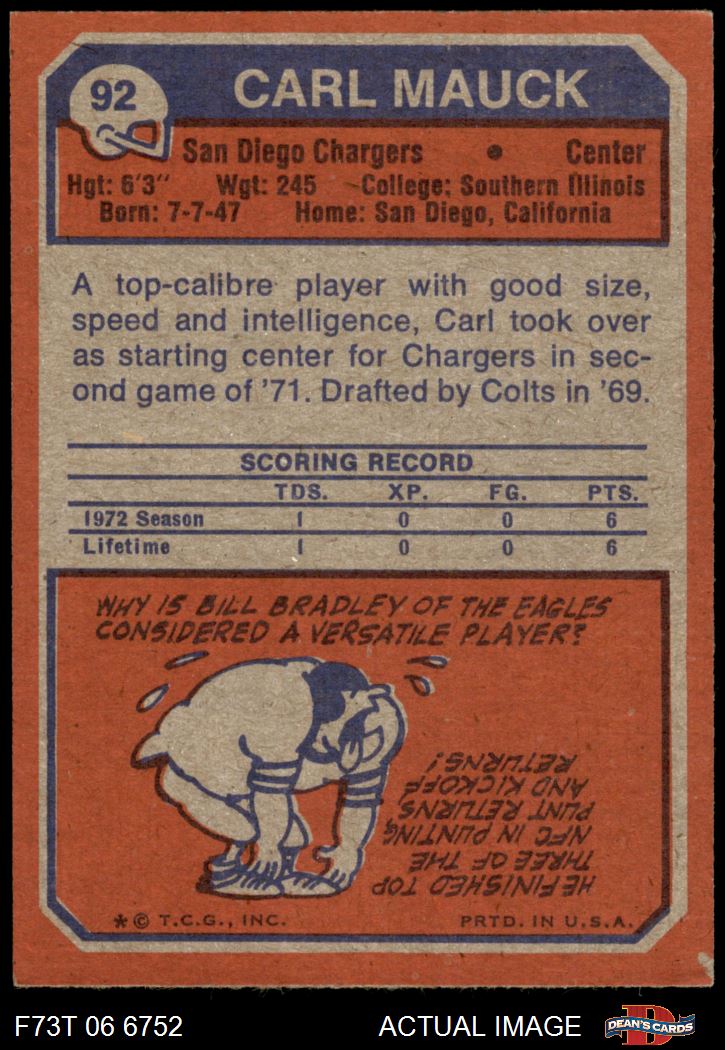 92
CARL MAUCK
San Diego Chargers • Center
Hgt: 6'3" Wgt: 245 College: Southern Illinois
Born: 7-7-47 Home: San Diego, California
A top-calibre player with good size,
speed and intelligence, Carl took over
as starting center for Chargers in sec-
ond game of '71. Drafted by Colts in '69.
SCORING RECORD
TDS. XP. FG. PTS.
1972 Season 1 0 0 6
Lifetime 1 0 0 6
WHY IS BILL BRADLEY OF THE EAGLES
CONSIDERED A VERSATILE PLAYER?
HE FINISHED TOP
THREE OF THE
NFC IN PUNTING,
PUNT RETURNS
AND KICKOFF
RETURNS!
*© T.C.G., INC. PRTD. IN U.S.A.
F73T 06 6752 ACTUAL IMAGE
D
DEAN'S CARDS